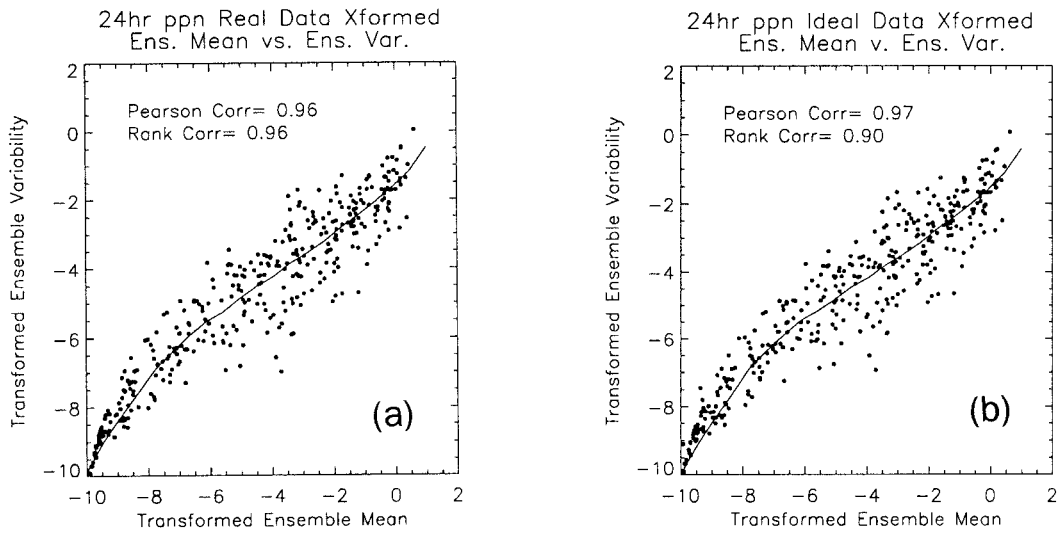 24hr ppn Real Data Xformed
Ens. Mean vs. Ens. Var.
Transformed Ensemble Variability
2
0
−2
−4
−6
−8
−10
Pearson Corr= 0.96
Rank Corr= 0.96
(a)
−10 −8 −6 −4 −2 0 2
Transformed Ensemble Mean
24hr ppn Ideal Data Xformed
Ens. Mean v. Ens. Var.
Transformed Ensemble Variability
2
0
−2
−4
−6
−8
−10
Pearson Corr= 0.97
Rank Corr= 0.90
(b)
−10 −8 −6 −4 −2 0 2
Transformed Ensemble Mean